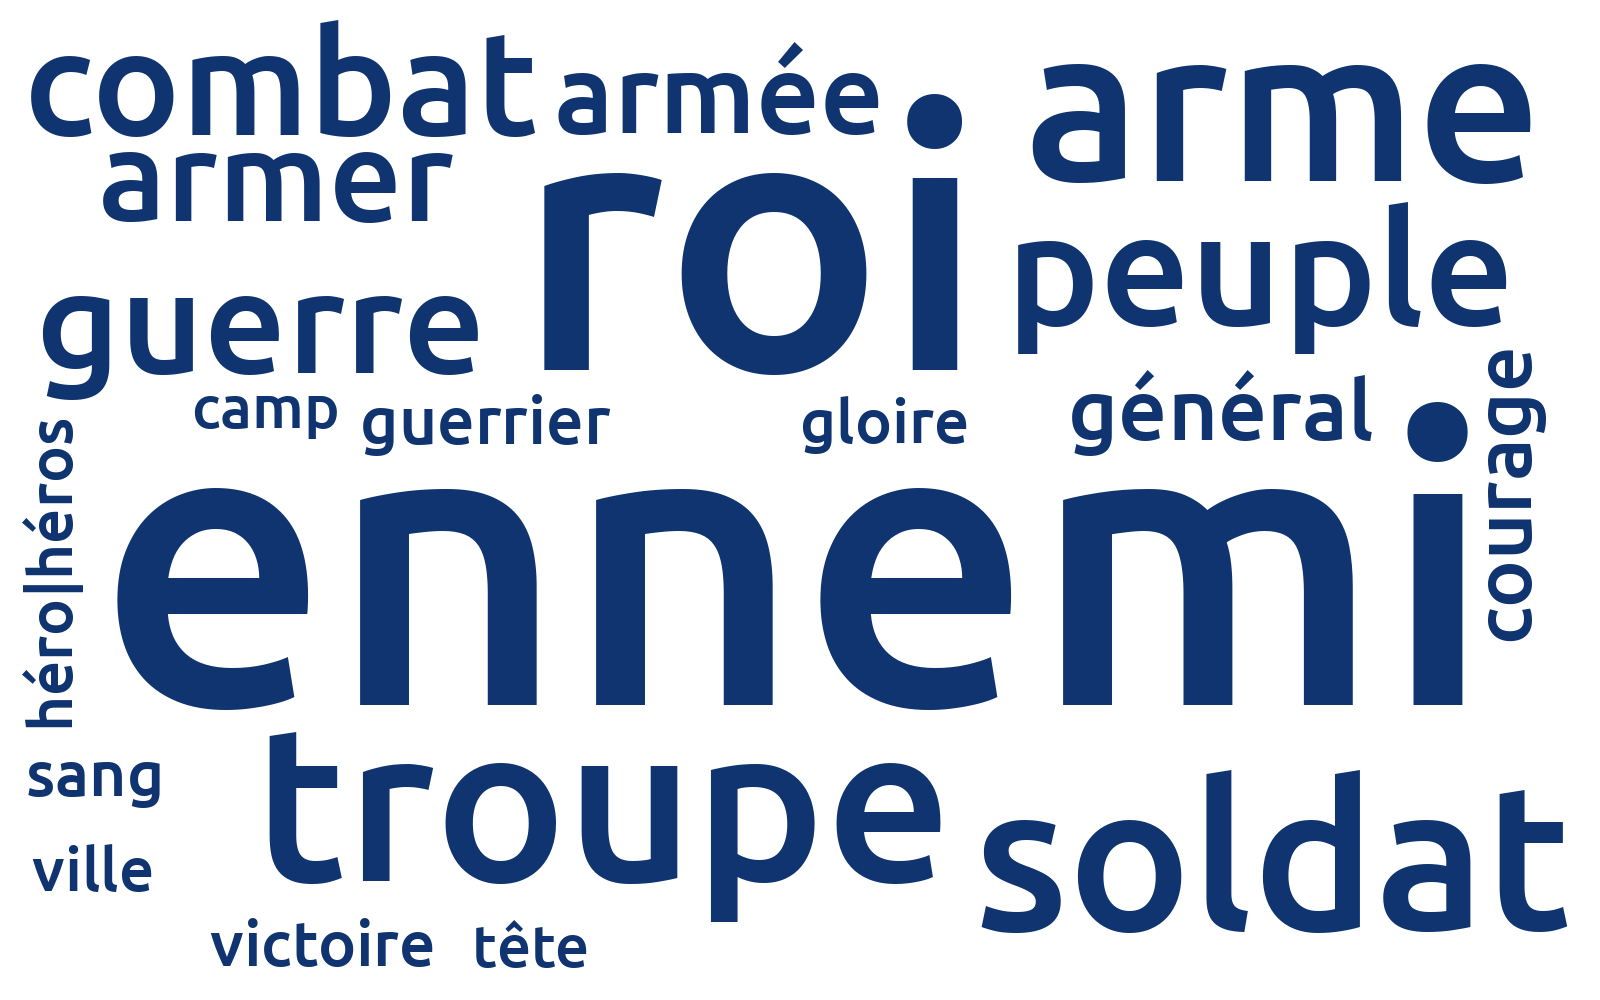 combat
armée
arme
armer
roi
peuple
guerre
camp
guerrier
gloire
général
courage
héro|héros
ennemi
troupe
soldat
sang
ville
victoire
tête